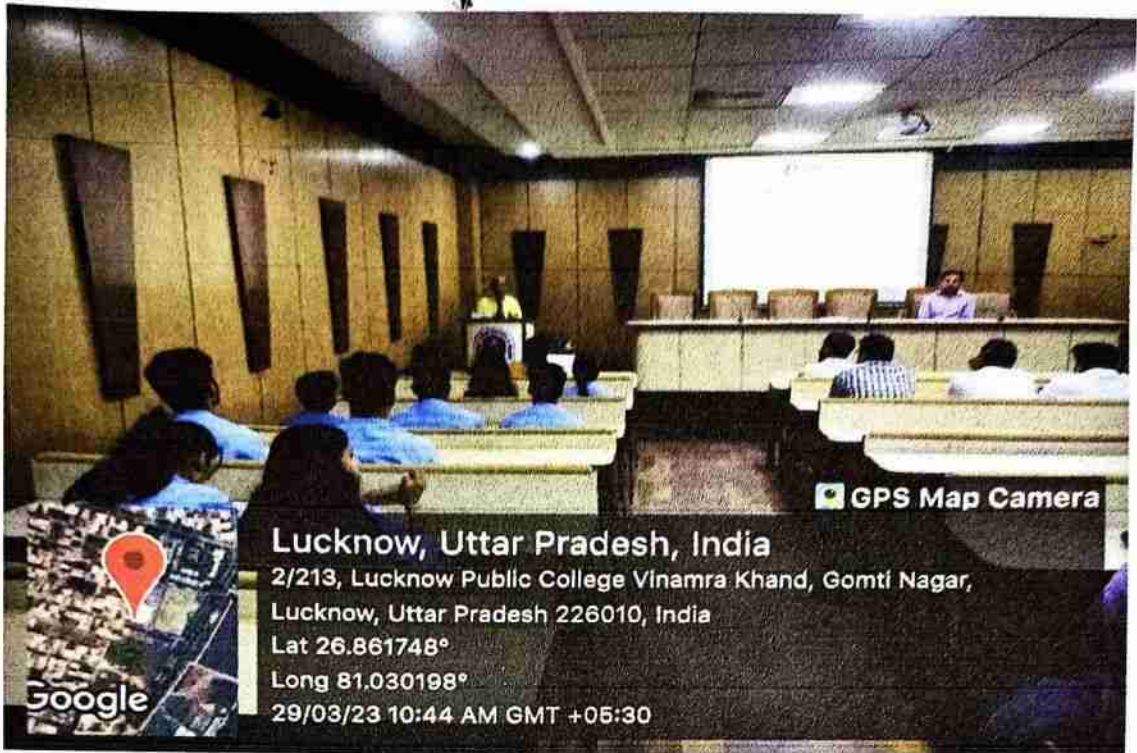 GPS Map Camera
Lucknow, Uttar Pradesh, India
2/213, Lucknow Public College Vinamra Khand, Gomti Nagar,
Lucknow, Uttar Pradesh 226010, India
Lat 26.861748°
Long 81.030198°
29/03/23 10:44 AM GMT +05:30
Google